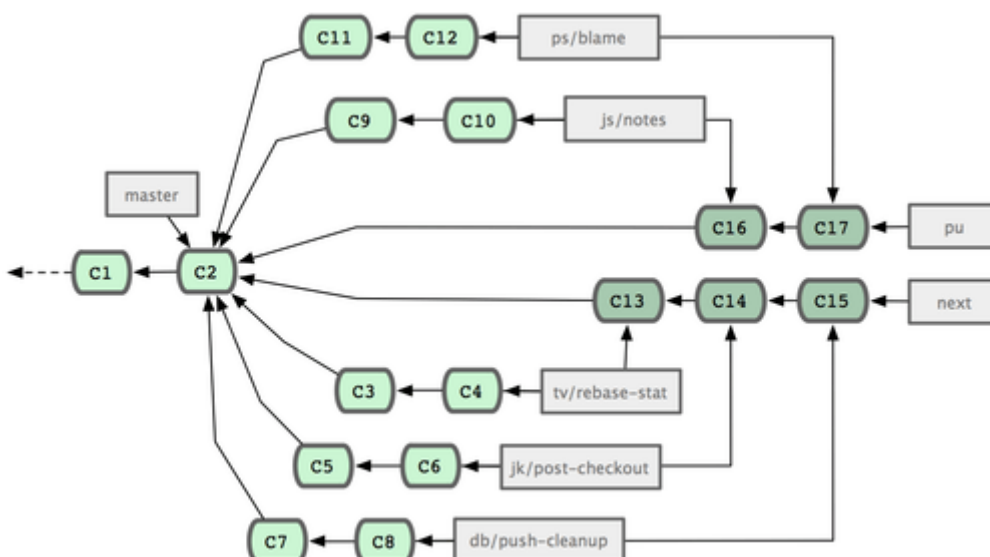 C11 C12 ps/blame
C9 C10 js/notes
master
C16 C17 pu
C1 C2
C13 C14 C15 next
C3 C4 tv/rebase-stat
C5 C6 jk/post-checkout
C7 C8 db/push-cleanup